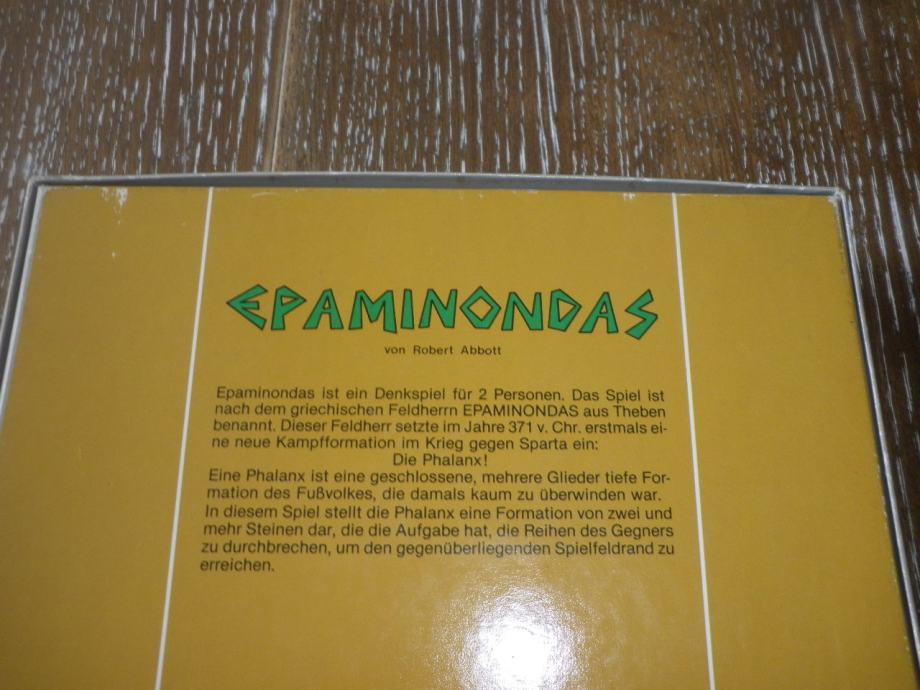 EPAMINONDAS
von Robert Abbott
Epaminondas ist ein Denkspiel für 2 Personen. Das Spiel ist
nach dem griechischen Feldherrn EPAMINONDAS aus Theben
benannt. Dieser Feldherr setzte im Jahre 371 v. Chr. erstmals ei-
ne neue Kampfformation im Krieg gegen Sparta ein:
Die Phalanx!
Eine Phalanx ist eine geschlossene, mehrere Glieder tiefe For-
mation des Fußvolkes, die damals kaum zu überwinden war.
In diesem Spiel stellt die Phalanx eine Formation von zwei und
mehr Steinen dar, die die Aufgabe hat, die Reihen des Gegners
zu durchbrechen, um den gegenüberliegenden Spielfeldrand zu
erreichen.